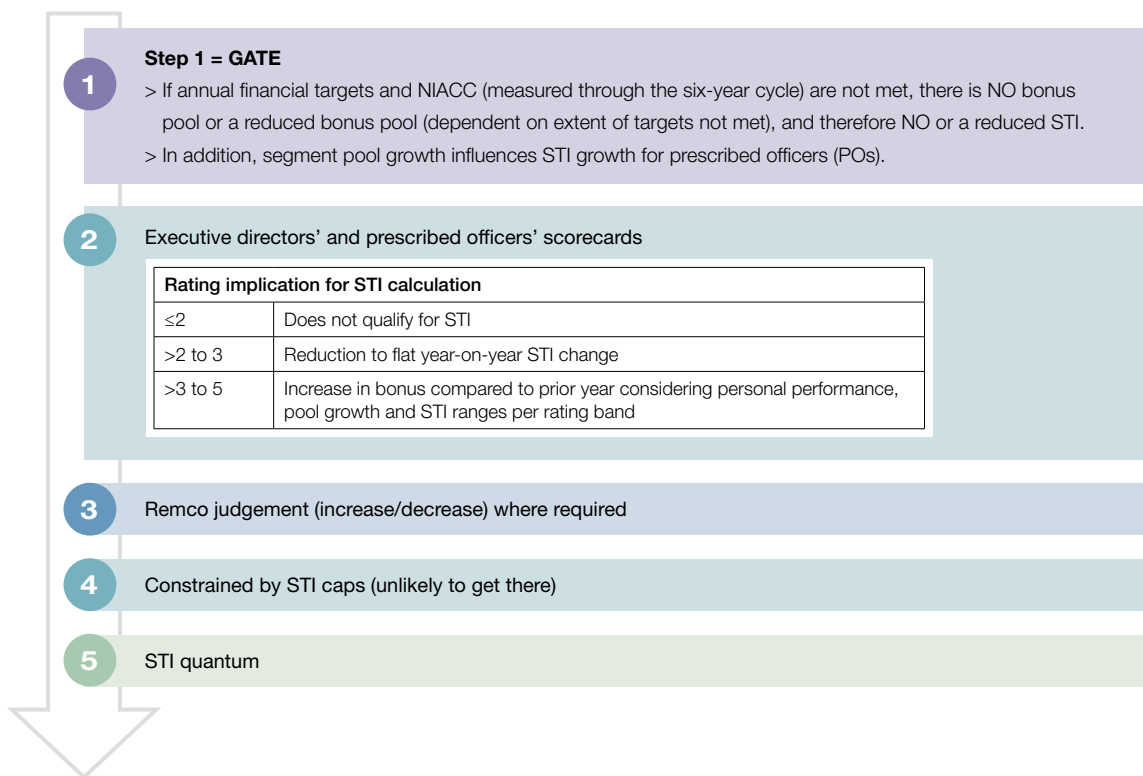 1
Step 1 = GATE
> If annual financial targets and NIACC (measured through the six-year cycle) are not met, there is NO bonus
pool or a reduced bonus pool (dependent on extent of targets not met), and therefore NO or a reduced STI.
> In addition, segment pool growth influences STI growth for prescribed officers (POs).
2
Executive directors’ and prescribed officers’ scorecards
Rating implication for STI calculation
≤2 Does not qualify for STI
>2 to 3 Reduction to flat year-on-year STI change
>3 to 5 Increase in bonus compared to prior year considering personal performance,
pool growth and STI ranges per rating band
3 Remco judgement (increase/decrease) where required
4 Constrained by STI caps (unlikely to get there)
5 STI quantum